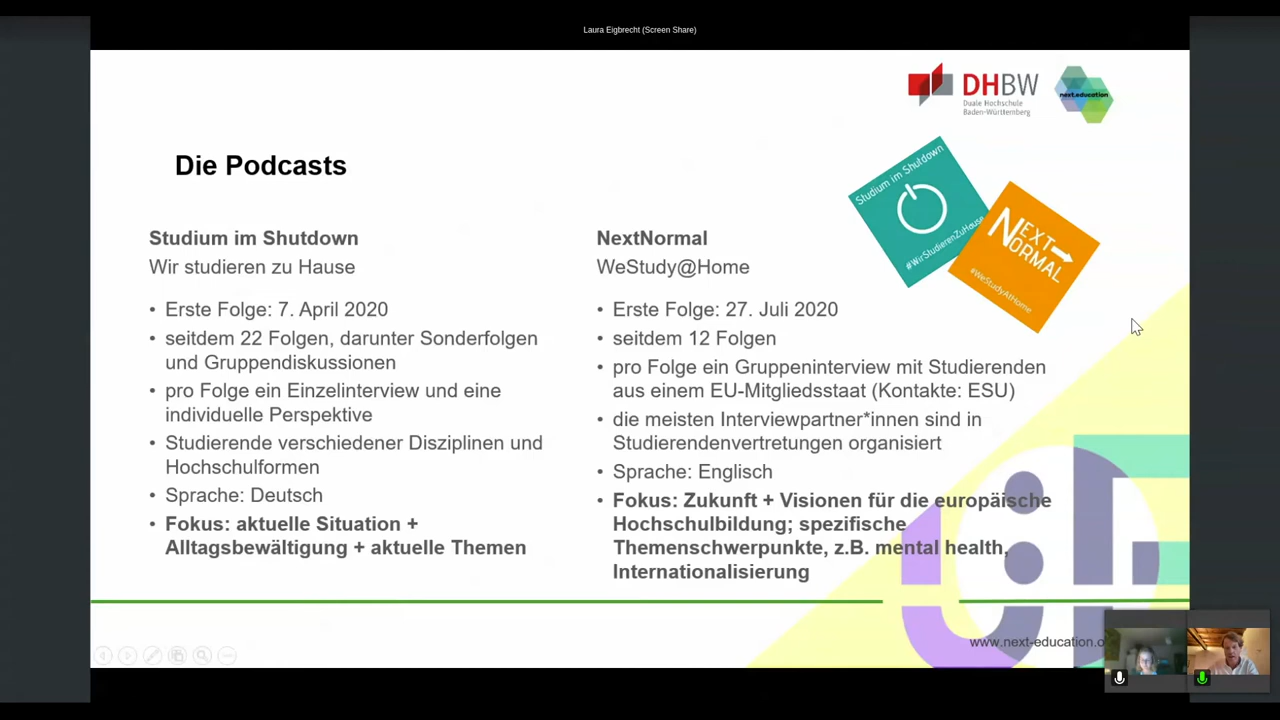 Laura Eigbrecht (Screen Share)
DHBW
Duale Hochschule
Baden-Württemberg
next.education
Die Podcasts
Studium im Shutdown
#WirStudierenZuHause
NEXT
NORMAL
#WeStudyAtHome
Studium im Shutdown
Wir studieren zu Hause
• Erste Folge: 7. April 2020
• seitdem 22 Folgen, darunter Sonderfolgen
und Gruppendiskussionen
• pro Folge ein Einzelinterview und eine
individuelle Perspektive
• Studierende verschiedener Disziplinen und
Hochschulformen
• Sprache: Deutsch
• Fokus: aktuelle Situation +
Alltagsbewältigung + aktuelle Themen
NextNormal
WeStudy@Home
• Erste Folge: 27. Juli 2020
• seitdem 12 Folgen
• pro Folge ein Gruppeninterview mit Studierenden
aus einem EU-Mitgliedsstaat (Kontakte: ESU)
• die meisten Interviewpartner*innen sind in
Studierendenvertretungen organisiert
• Sprache: Englisch
• Fokus: Zukunft + Visionen für die europäische
Hochschulbildung; spezifische
Themenschwerpunkte, z.B. mental health,
Internationalisierung
www.next-education.o